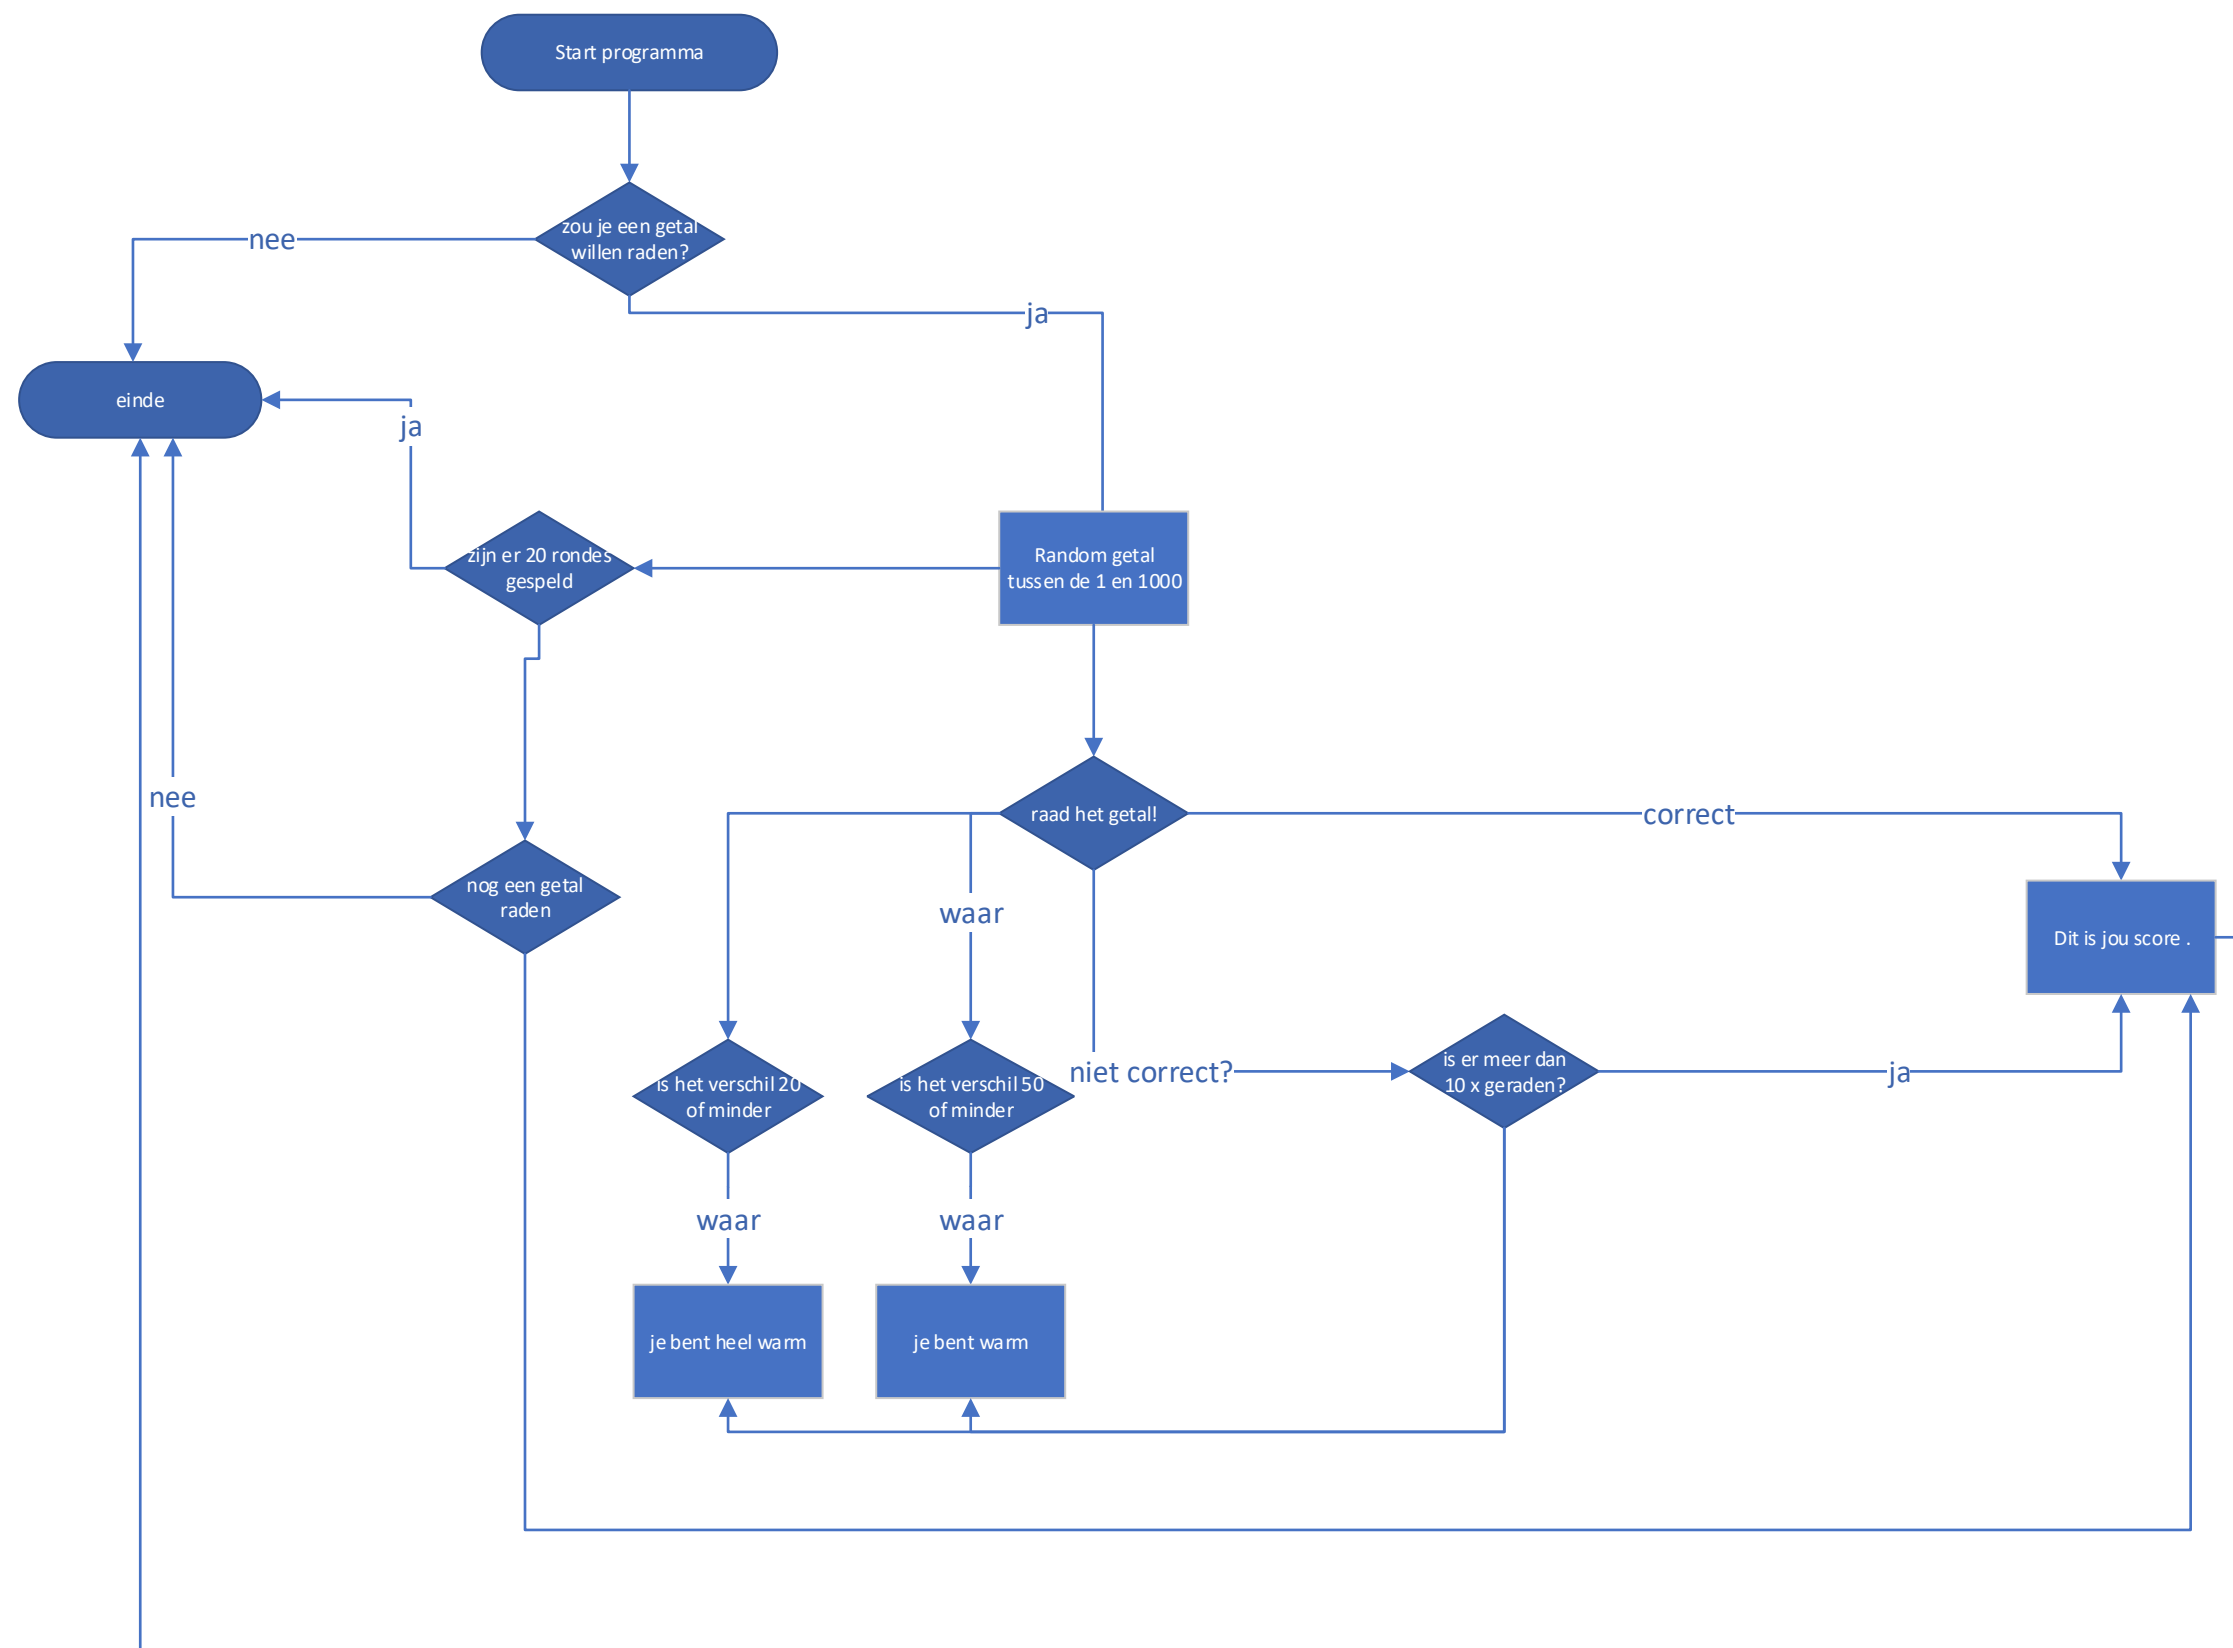 Start programma
zou je een getal
willen raden?
nee
ja
einde
ja
zijn er 20 rondes
gespeld
Random getal
tussen de 1 en 1000
nee
raad het getal!
correct
nog een getal
raden
waar
Dit is jou score .
niet correct?
is er meer dan
10 x geraden?
ja
is het verschil 20
of minder
is het verschil 50
of minder
waar
waar
je bent heel warm
je bent warm